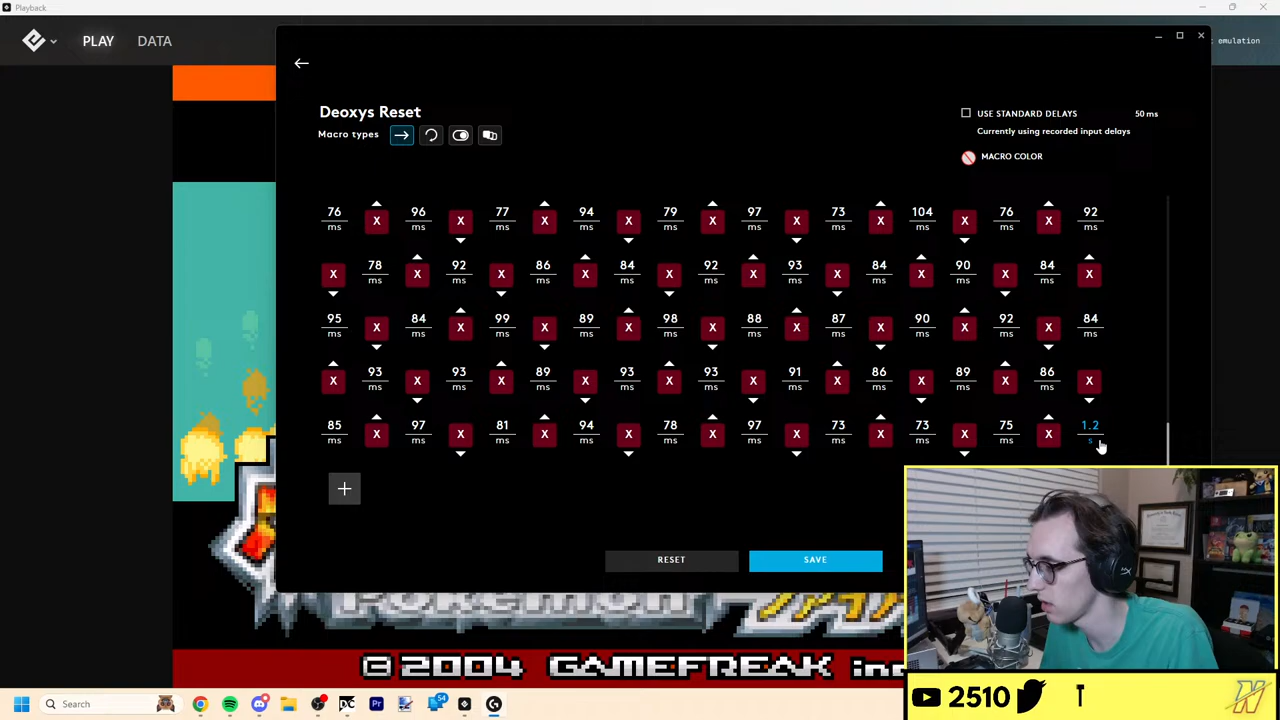 Playback
PLAY DATA
emulation
Deoxys Reset
Macro types
USE STANDARD DELAYS 50 ms
Currently using recorded input delays
MACRO COLOR
76 ms X 96 ms X 77 ms X 94 ms X 79 ms X 97 ms X 73 ms X 104 ms X 76 ms X 92 ms
X 78 ms X 92 ms X 86 ms X 84 ms X 92 ms X 93 ms X 84 ms X 90 ms X 84 ms X
95 ms X 84 ms X 99 ms X 89 ms X 98 ms X 88 ms X 87 ms X 90 ms X 92 ms X 84 ms
X 93 ms X 93 ms X 89 ms X 93 ms X 93 ms X 91 ms X 86 ms X 89 ms X 86 ms X
85 ms X 97 ms X 81 ms X 94 ms X 78 ms X 97 ms X 73 ms X 73 ms X 75 ms X 1.2 s
+
RESET SAVE
POKéMON
© 2004 GAMEFREAK inc
2510 T
Search
54